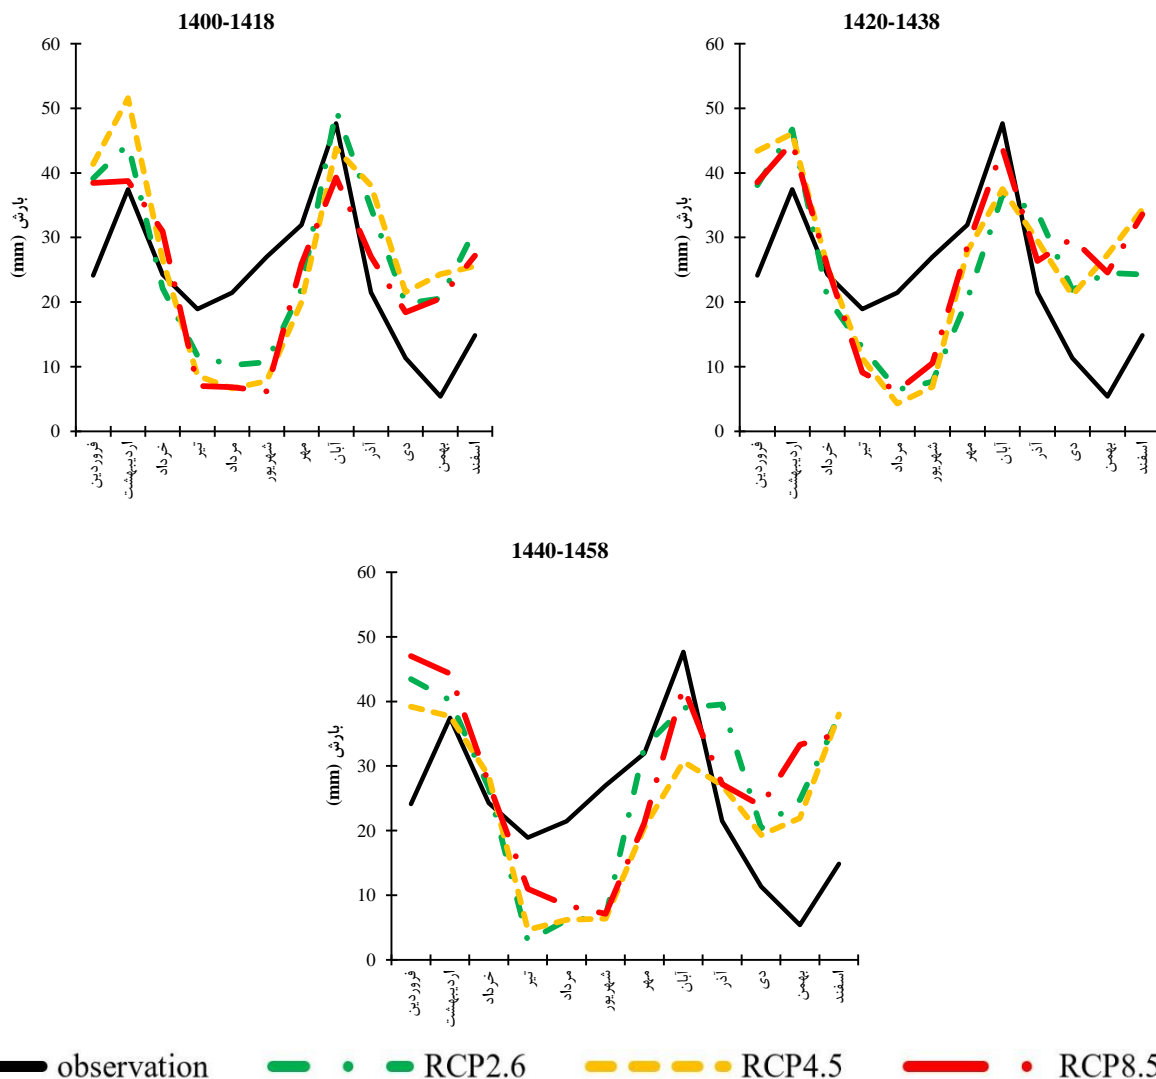 1400-1418
60
50
40
30
20
10
0
بارش (mm)
فروردین
اردیبهشت
خرداد
تیر
مرداد
شهریور
مهر
آبان
آذر
دی
بهمن
اسفند
1420-1438
60
50
40
30
20
10
0
بارش (mm)
فروردین
اردیبهشت
خرداد
تیر
مرداد
شهریور
مهر
آبان
آذر
دی
بهمن
اسفند
1440-1458
60
50
40
30
20
10
0
بارش (mm)
فروردین
اردیبهشت
خرداد
تیر
مرداد
شهریور
مهر
آبان
آذر
دی
بهمن
اسفند
observation RCP2.6 RCP4.5 RCP8.5